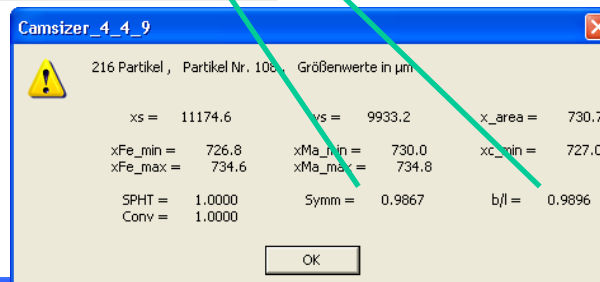 Camsizer_4_4_9
216 Partikel , Partikel Nr. 108 , Größenwerte in µm
xs = 11174.6 ys = 9933.2 x_area = 730.7
xFe_min = 726.8 xMa_min = 730.0 xc_min = 727.0
xFe_max = 734.6 xMa_max = 734.8
SPHT = 1.0000 Symm = 0.9867 b/l = 0.9896
Conv = 1.0000
OK